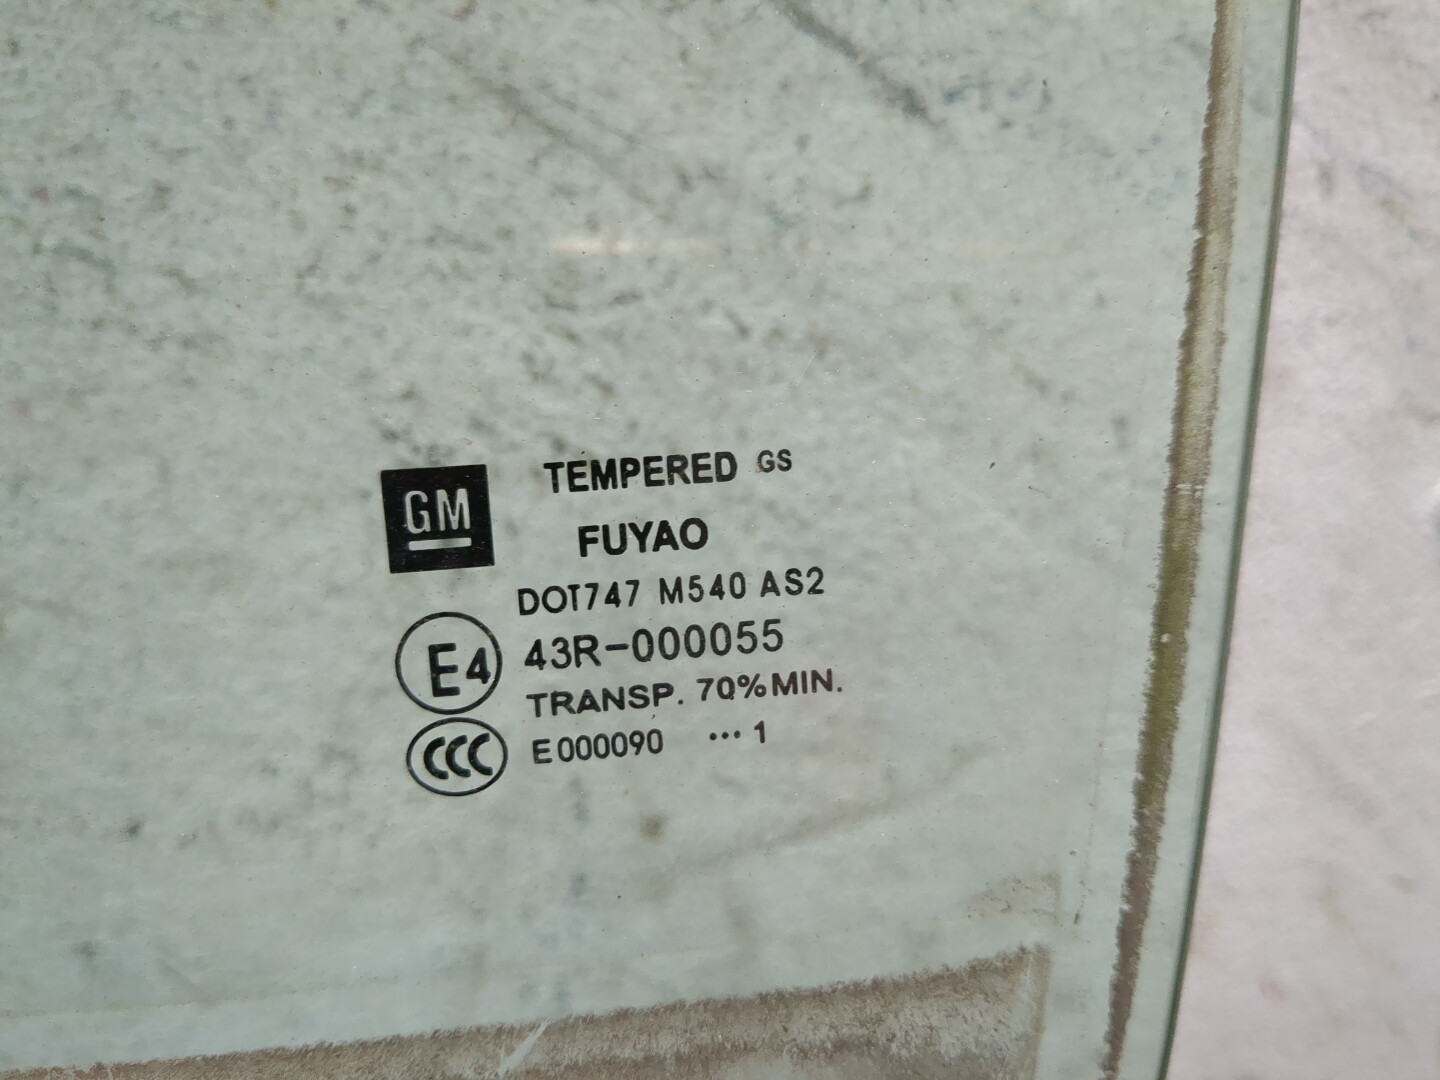 GM
TEMPERED GS
FUYAO
DOT747 M540 AS2
E4 43R-000055
TRANSP. 70%MIN.
CCC E000090 ••• 1